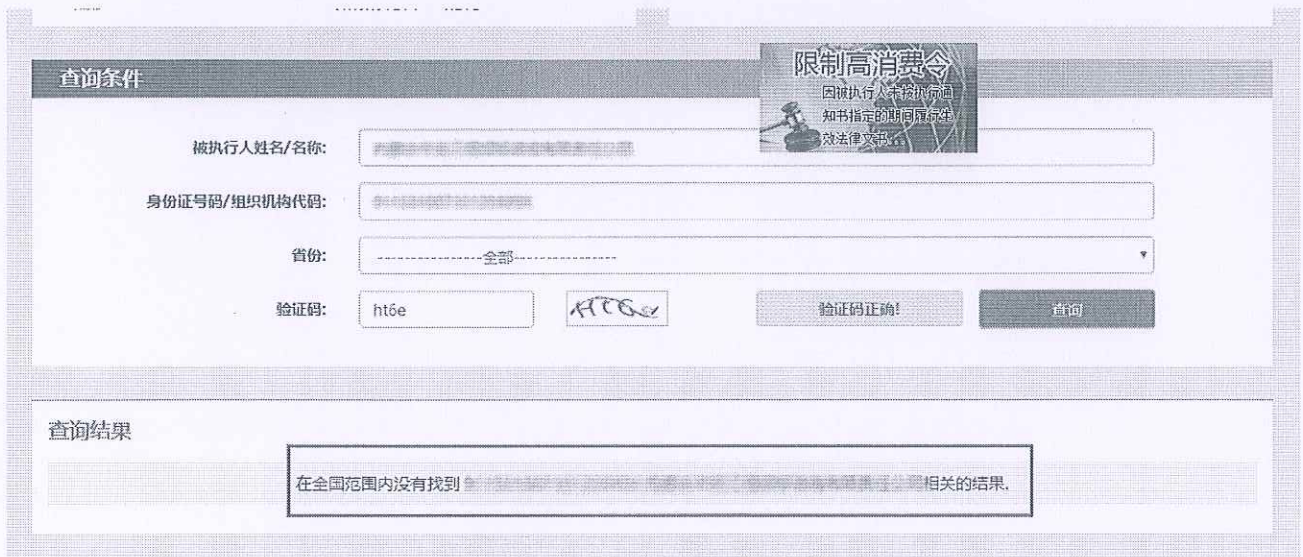 查询条件
限制高消费令
因被执行人未按执行通
知书指定的期间履行生
效法律文书...
被执行人姓名/名称:
身份证号码/组织机构代码:
省份: -----------------全部-----------------
验证码: ht6e HT6e 验证码正确! 查询
查询结果
在全国范围内没有找到 相关的结果.